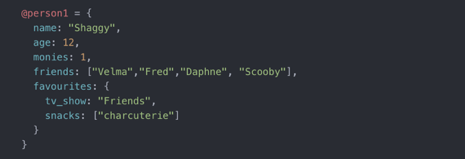 @person1 = {
  name: "Shaggy",
  age: 12,
  monies: 1,
  friends: ["Velma","Fred","Daphne", "Scooby"],
  favourites: {
    tv_show: "Friends",
    snacks: ["charcuterie"]
  }
}